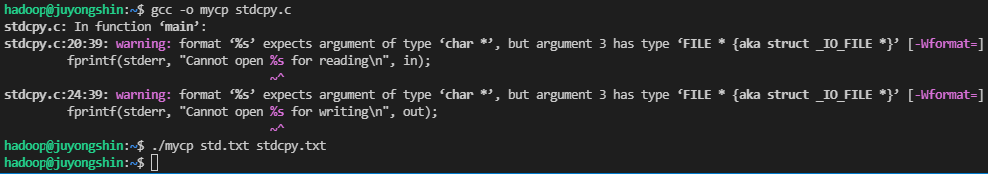 hadoop@juyongshin:~$ gcc -o mycp stdcpy.c
stdcpy.c: In function ‘main’:
stdcpy.c:20:39: warning: format ‘%s’ expects argument of type ‘char *’, but argument 3 has type ‘FILE * {aka struct _IO_FILE *}’ [-Wformat=]
        fprintf(stderr, "Cannot open %s for reading\n", in);
                                     ~^
stdcpy.c:24:39: warning: format ‘%s’ expects argument of type ‘char *’, but argument 3 has type ‘FILE * {aka struct _IO_FILE *}’ [-Wformat=]
        fprintf(stderr, "Cannot open %s for writing\n", out);
                                     ~^
hadoop@juyongshin:~$ ./mycp std.txt stdcpy.txt
hadoop@juyongshin:~$